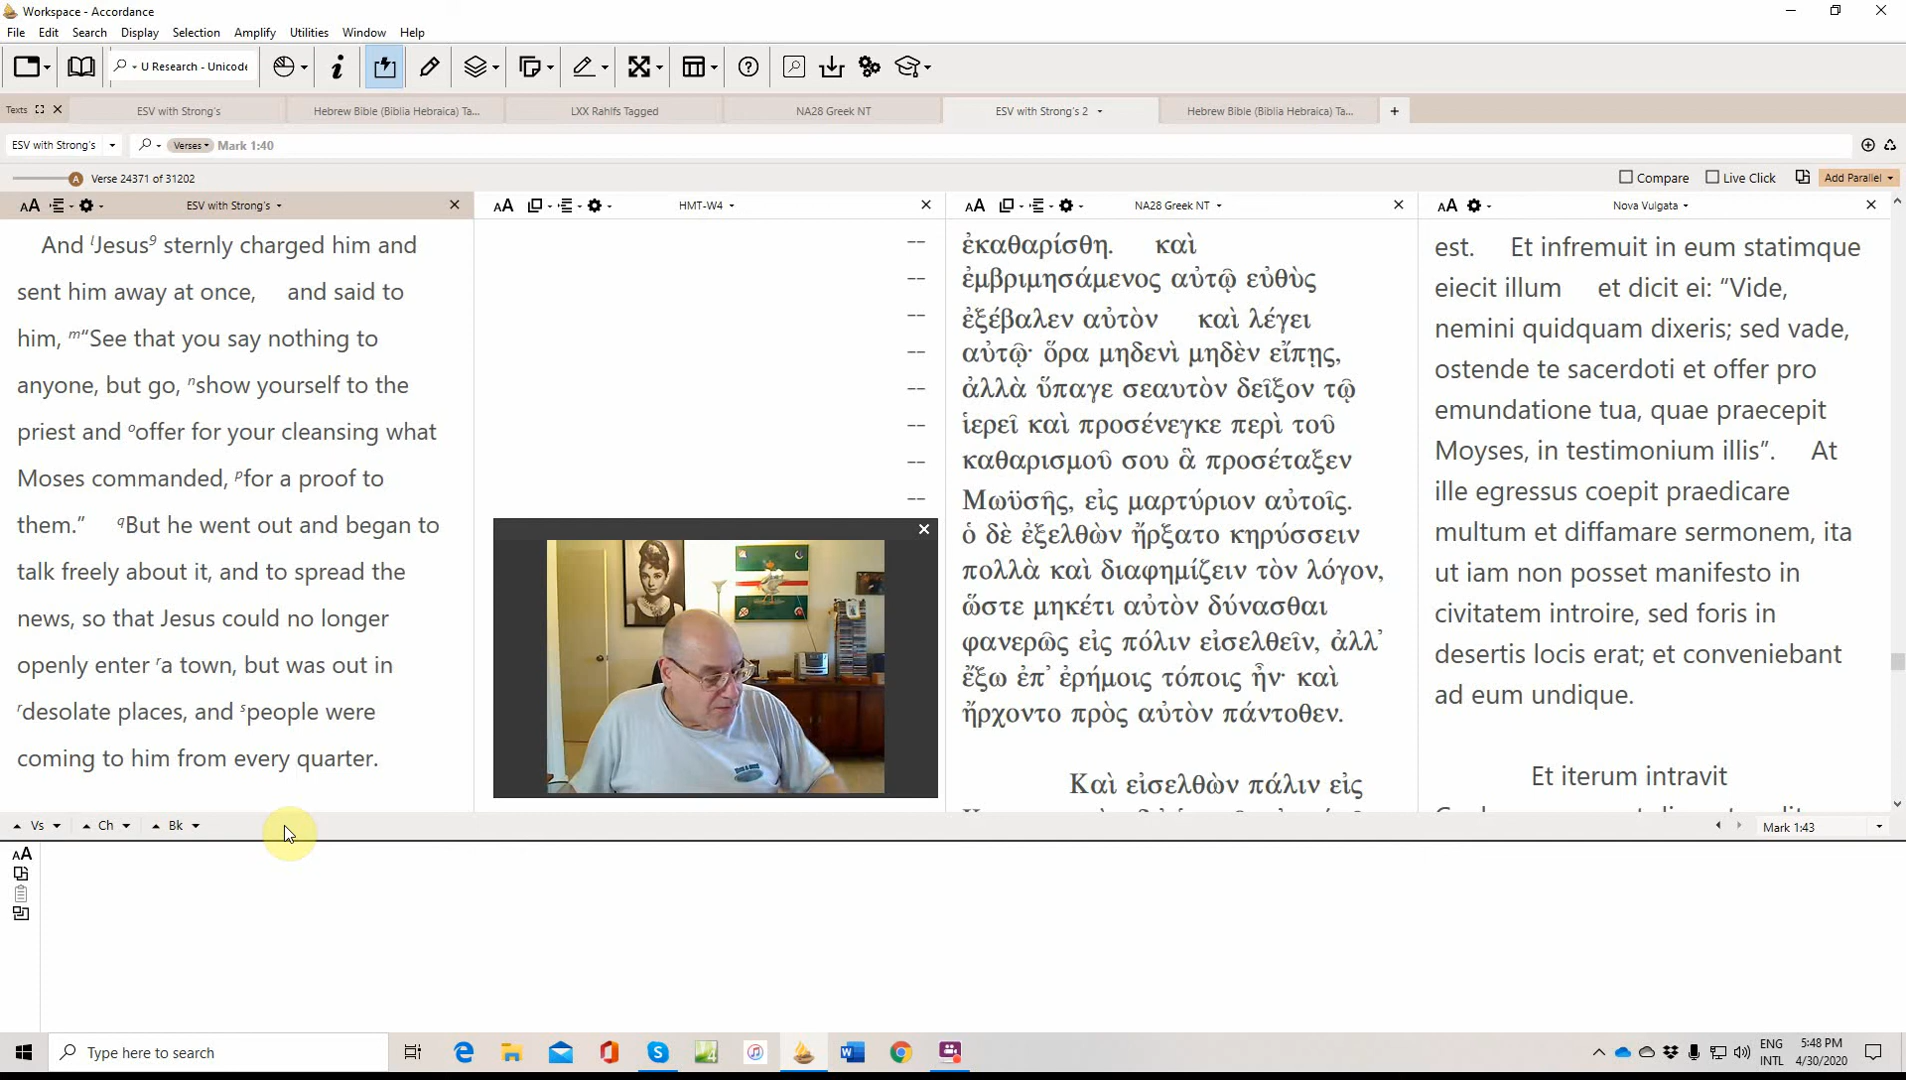 Workspace - Accordance
File Edit Search Display Selection Amplify Utilities Window Help
U Research - Unicode
Texts
ESV with Strong's
Hebrew Bible (Biblia Hebraica) Ta...
LXX Rahlfs Tagged
NA28 Greek NT
ESV with Strong's 2
Hebrew Bible (Biblia Hebraica) Ta...
ESV with Strong's
Verses
Mark 1:40
Verse 24371 of 31202
Compare
Live Click
Add Parallel
ESV with Strong's
And lJesus9 sternly charged him and
sent him away at once, and said to
him, m“See that you say nothing to
anyone, but go, nshow yourself to the
priest and ooffer for your cleansing what
Moses commanded, pfor a proof to
them.” qBut he went out and began to
talk freely about it, and to spread the
news, so that Jesus could no longer
openly enter ra town, but was out in
rdesolate places, and speople were
coming to him from every quarter.
HMT-W4
--
--
--
--
--
--
--
--
NA28 Greek NT
ἐκαθαρίσθη. καὶ
ἐμβριμησάμενος αὐτῷ εὐθὺς
ἐξέβαλεν αὐτὸν καὶ λέγει
αὐτῷ· ὅρα μηδενὶ μηδὲν εἴπῃς,
ἀλλὰ ὕπαγε σεαυτὸν δεῖξον τῷ
ἱερεῖ καὶ προσένεγκε περὶ τοῦ
καθαρισμοῦ σου ἃ προσέταξεν
Μωϋσῆς, εἰς μαρτύριον αὐτοῖς.
ὁ δὲ ἐξελθὼν ἤρξατο κηρύσσειν
πολλὰ καὶ διαφημίζειν τὸν λόγον,
ὥστε μηκέτι αὐτὸν δύνασθαι
φανερῶς εἰς πόλιν εἰσελθεῖν, ἀλλ’
ἔξω ἐπ’ ἐρήμοις τόποις ἦν· καὶ
ἤρχοντο πρὸς αὐτὸν πάντοθεν.
Καὶ εἰσελθὼν πάλιν εἰς
Nova Vulgata
est. Et infremuit in eum statimque
eiecit illum et dicit ei: “Vide,
nemini quidquam dixeris; sed vade,
ostende te sacerdoti et offer pro
emundatione tua, quae praecepit
Moyses, in testimonium illis”. At
ille egressus coepit praedicare
multum et diffamare sermonem, ita
ut iam non posset manifesto in
civitatem introire, sed foris in
desertis locis erat; et conveniebant
ad eum undique.
Et iterum intravit
Vs Ch Bk
Mark 1:43
Type here to search
ENG
INTL
5:48 PM
4/30/2020